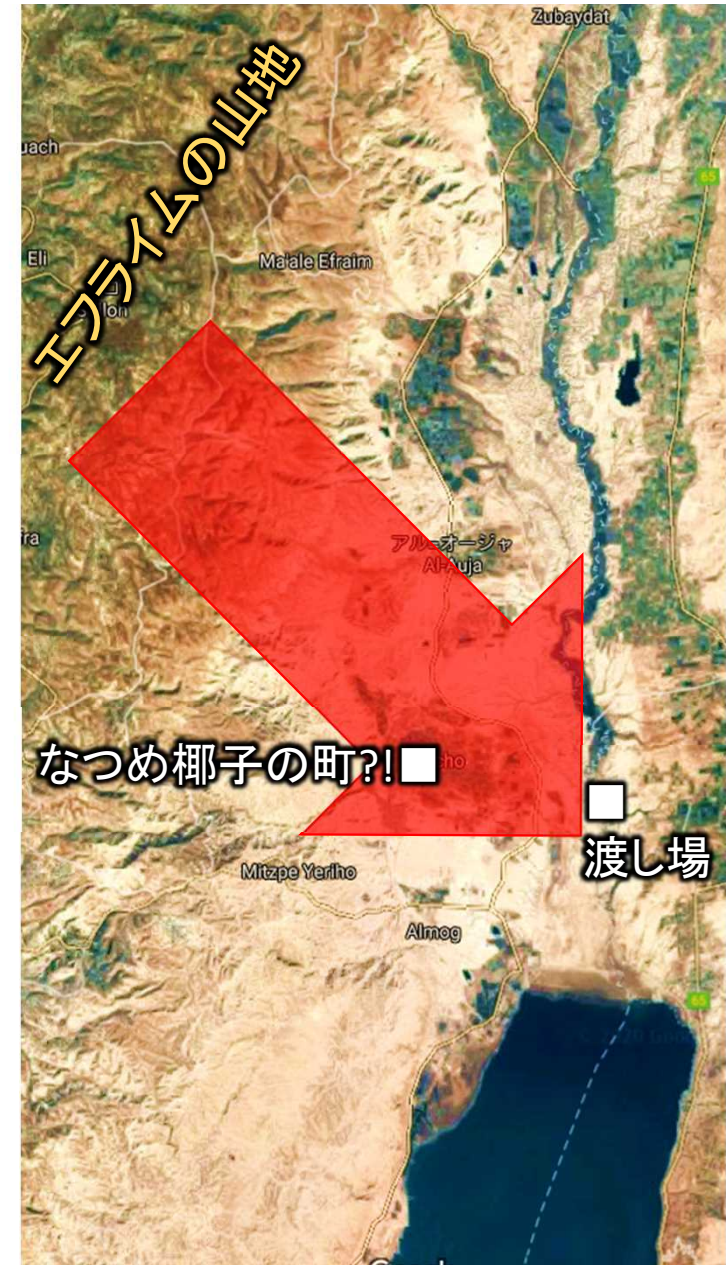 Zubaydat
エフライムの山地
uach
65
Eli
Ma'ale Efraim
lon
fra
アル=オージャ
Al-Auja
なつめ椰子の町?!
cho
渡し場
Mitzpe Yeriho
Almog
65